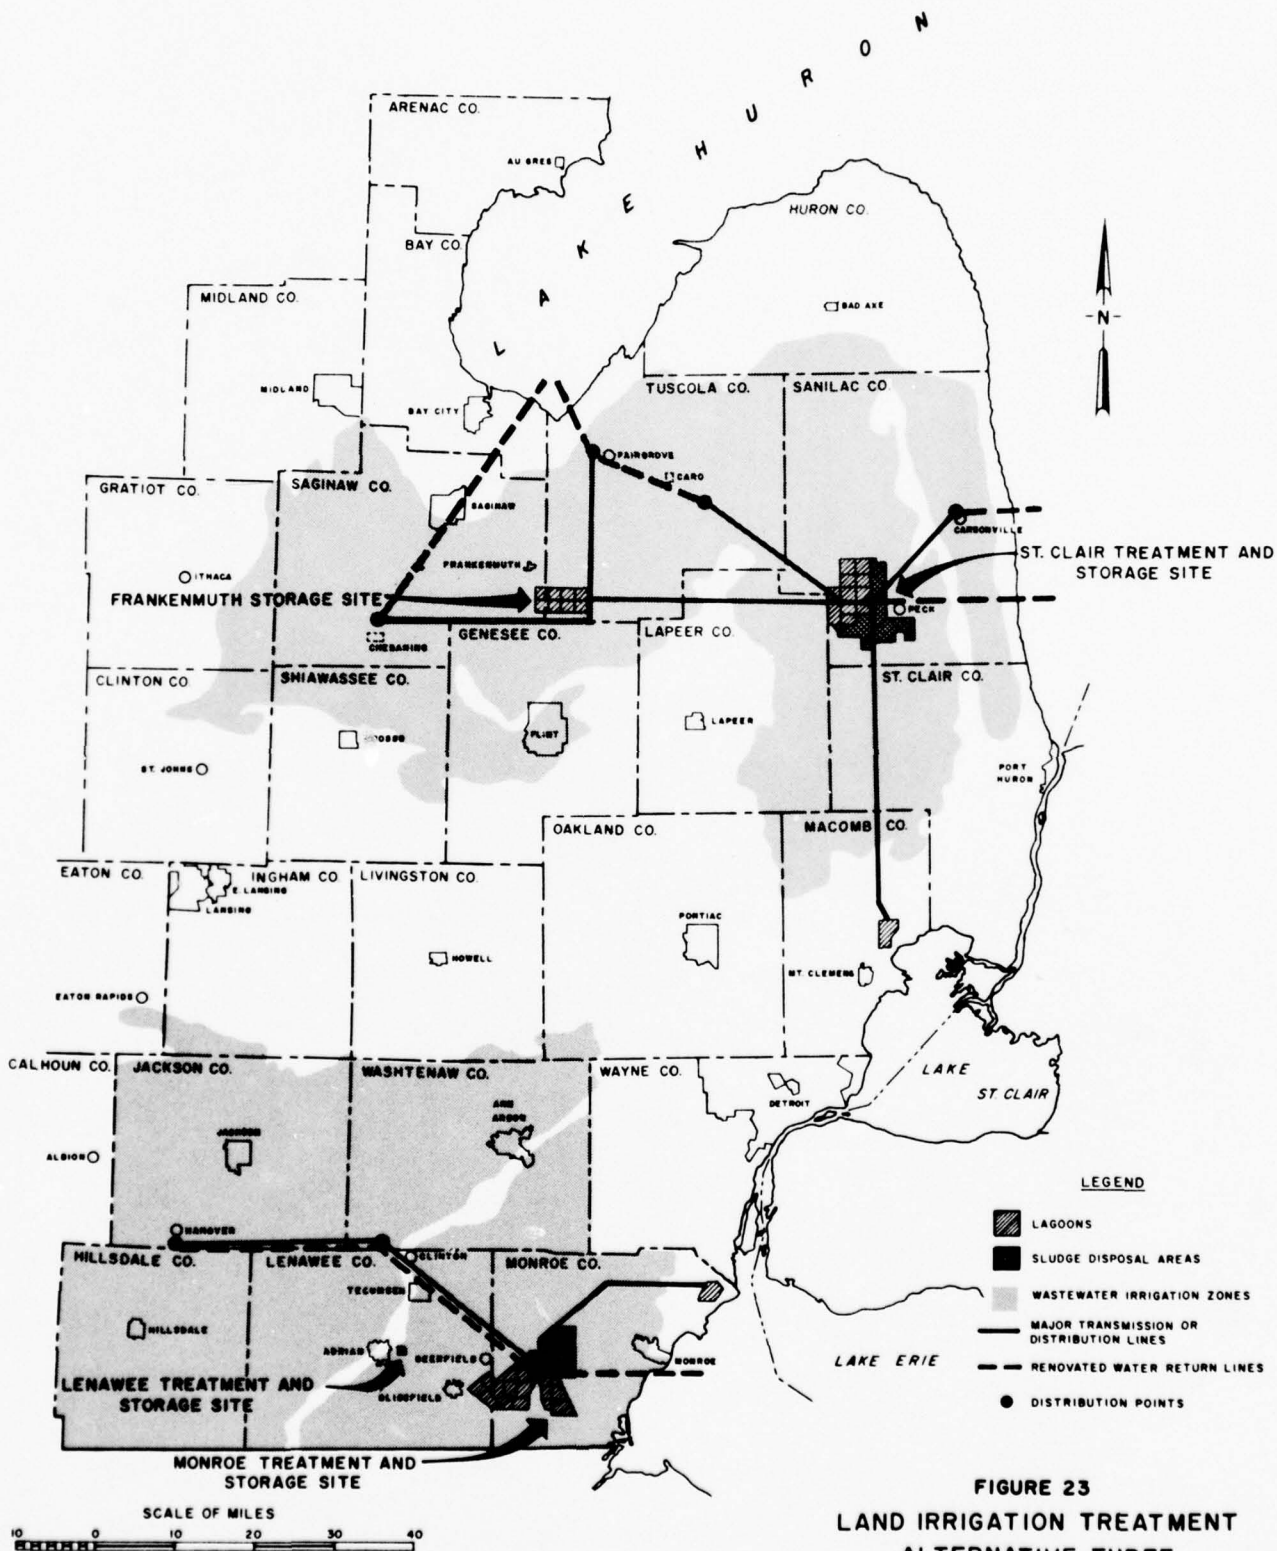 LAKE HURON
ARENAC CO.
AU GRES
HURON CO.
BAY CO.
MIDLAND CO.
BAD AXE
-N-
MIDLAND
BAY CITY
TUSCOLA CO.
SANILAC CO.
FAIRGROVE
CARO
GRATIOT CO.
SAGINAW CO.
SAGINAW
CARSONVILLE
ST. CLAIR TREATMENT AND
STORAGE SITE
FRANKENMUTH
ITHACA
FRANKENMUTH STORAGE SITE
PECK
GENESEE CO.
LAPEER CO.
CHESANING
CLINTON CO.
SHIAWASSEE CO.
ST. CLAIR CO.
LAPEER
FLINT
ST. JOHNS
PORT
HURON
OAKLAND CO.
MACOMB CO.
EATON CO.
INGHAM CO.
LIVINGSTON CO.
E. LANSING
LANSING
PONTIAC
HOWELL
MT. CLEMENS
EATON RAPIDS
CALHOUN CO.
JACKSON CO.
WASHTENAW CO.
WAYNE CO.
LAKE
ST. CLAIR
DETROIT
ANN
ARBOR
JACKSON
ALBION
HANOVER
HILLSDALE CO.
LENAWEE CO.
CLINTON
MONROE CO.
TECUMSEH
HILLSDALE
ADRIAN
DEERFIELD
MONROE
LAKE ERIE
LENAWEE TREATMENT AND
STORAGE SITE
BLISSFIELD
MONROE TREATMENT AND
STORAGE SITE
LEGEND
LAGOONS
SLUDGE DISPOSAL AREAS
WASTEWATER IRRIGATION ZONES
MAJOR TRANSMISSION OR
DISTRIBUTION LINES
RENOVATED WATER RETURN LINES
DISTRIBUTION POINTS
SCALE OF MILES
10 0 10 20 30 40
FIGURE 23
LAND IRRIGATION TREATMENT
ALTERNATIVE THREE